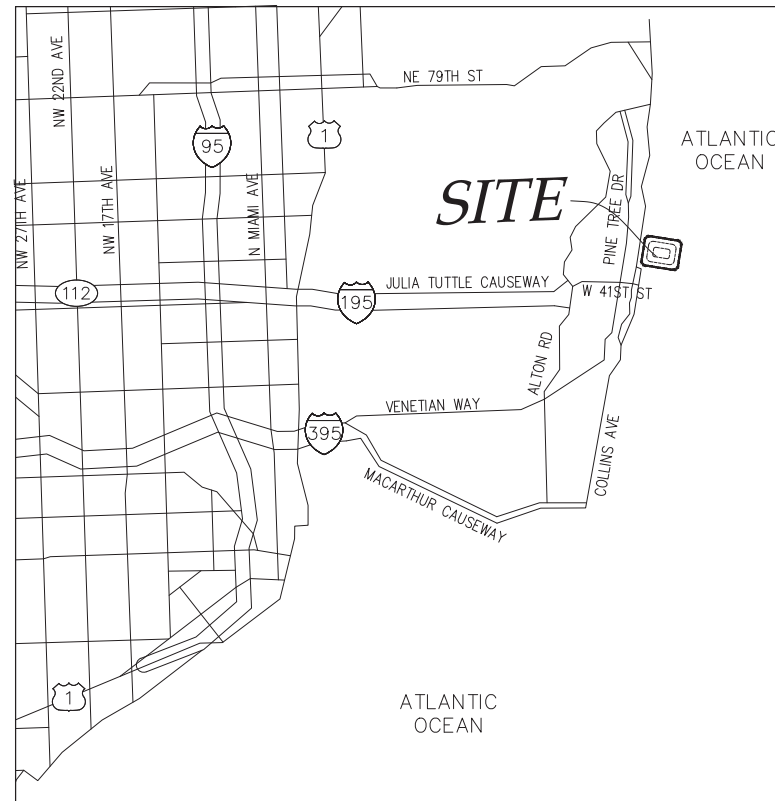 NE 79TH ST
NW 22ND AVE
95
1
ATLANTIC
OCEAN
NW 27TH AVE
NW 17TH AVE
N MIAMI AVE
SITE
PINE TREE DR
112
JULIA TUTTLE CAUSEWAY
195
W 41ST ST
ALTON RD
VENETIAN WAY
395
COLLINS AVE
MACARTHUR CAUSEWAY
1
ATLANTIC
OCEAN